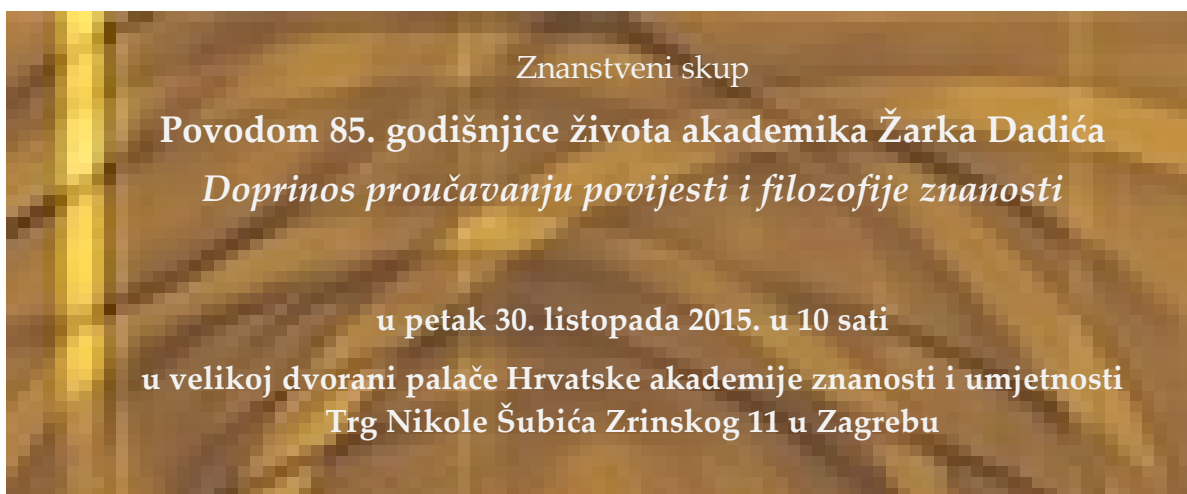 Znanstveni skup
Povodom 85. godišnjice života akademika Žarka Dadića
Doprinos proučavanju povijesti i filozofije znanosti
u petak 30. listopada 2015. u 10 sati
u velikoj dvorani palače Hrvatske akademije znanosti i umjetnosti
Trg Nikole Šubića Zrinskog 11 u Zagrebu